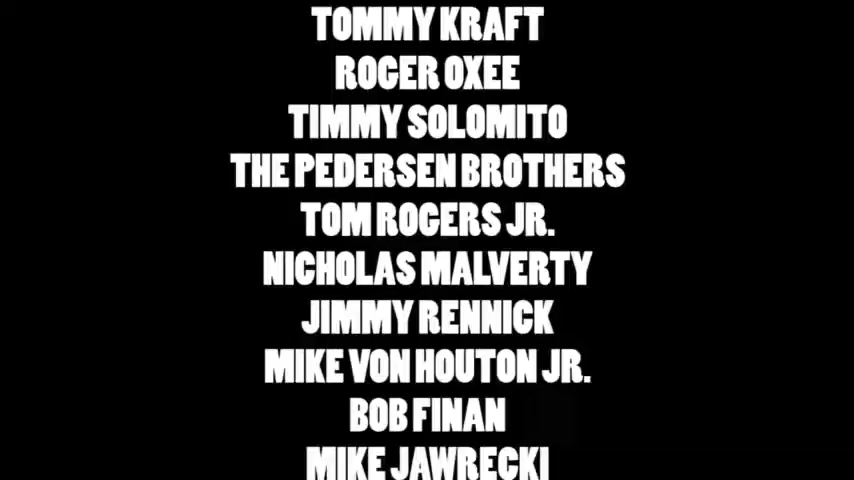 TOMMY KRAFT
ROGER OXEE
TIMMY SOLOMITO
THE PEDERSEN BROTHERS
TOM ROGERS JR.
NICHOLAS MALVERTY
JIMMY RENNICK
MIKE VON HOUTON JR.
BOB FINAN
MIKE JAWRECKI